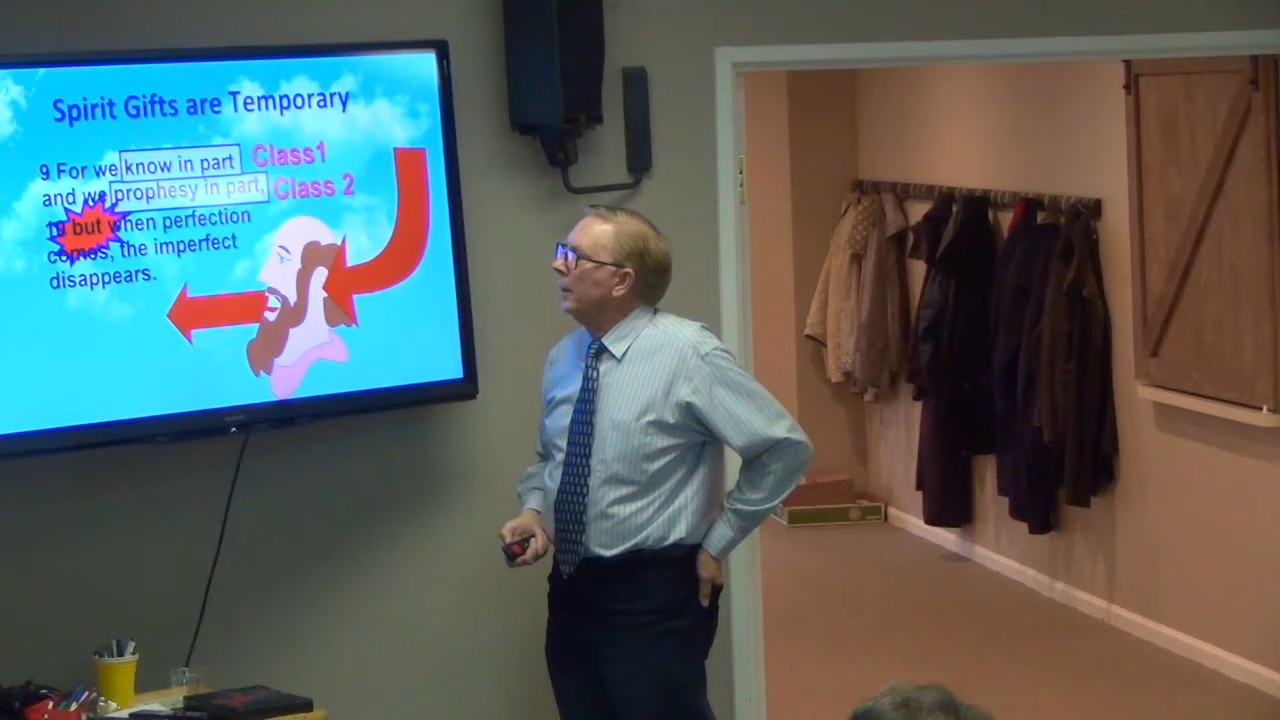 Spirit Gifts are Temporary
9 For we know in part Class1
and we prophesy in part, Class 2
10 but when perfection
comes, the imperfect
disappears.